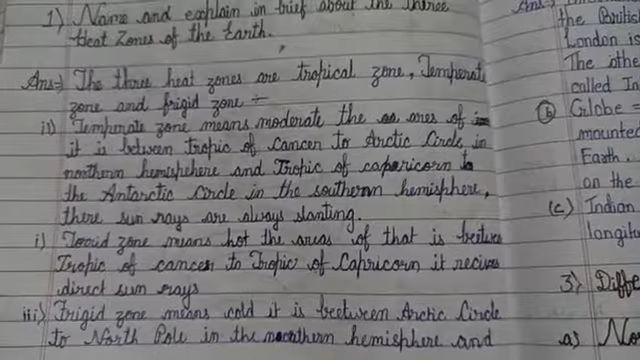 1) Name and explain in brief about the three
Heat Zones of the Earth.
Ans→ The three heat zones are tropical zone, Temperate
zone and frigid zone ÷
ii) Temperate zone means moderate the ares of
it is between tropic of cancer to Arctic Circle in
northern hemisphere and Tropic of capricorn to
the Antarctic Circle in the southern hemisphere,
there sun rays are always slanting.
i) Torrid zone means hot the areas of that is beetween
Tropic of cancer to Tropic of Capricorn it recives
direct sun rays
iii) Frigid zone means cold it is beetween Arctic Circle
to North Pole in the northern hemisphere and
Ans→
the British
London is
The othe
called In
(b) Globe -
mounted
Earth.
on the
(c) Indian
longitu
3) Diffe
a) No